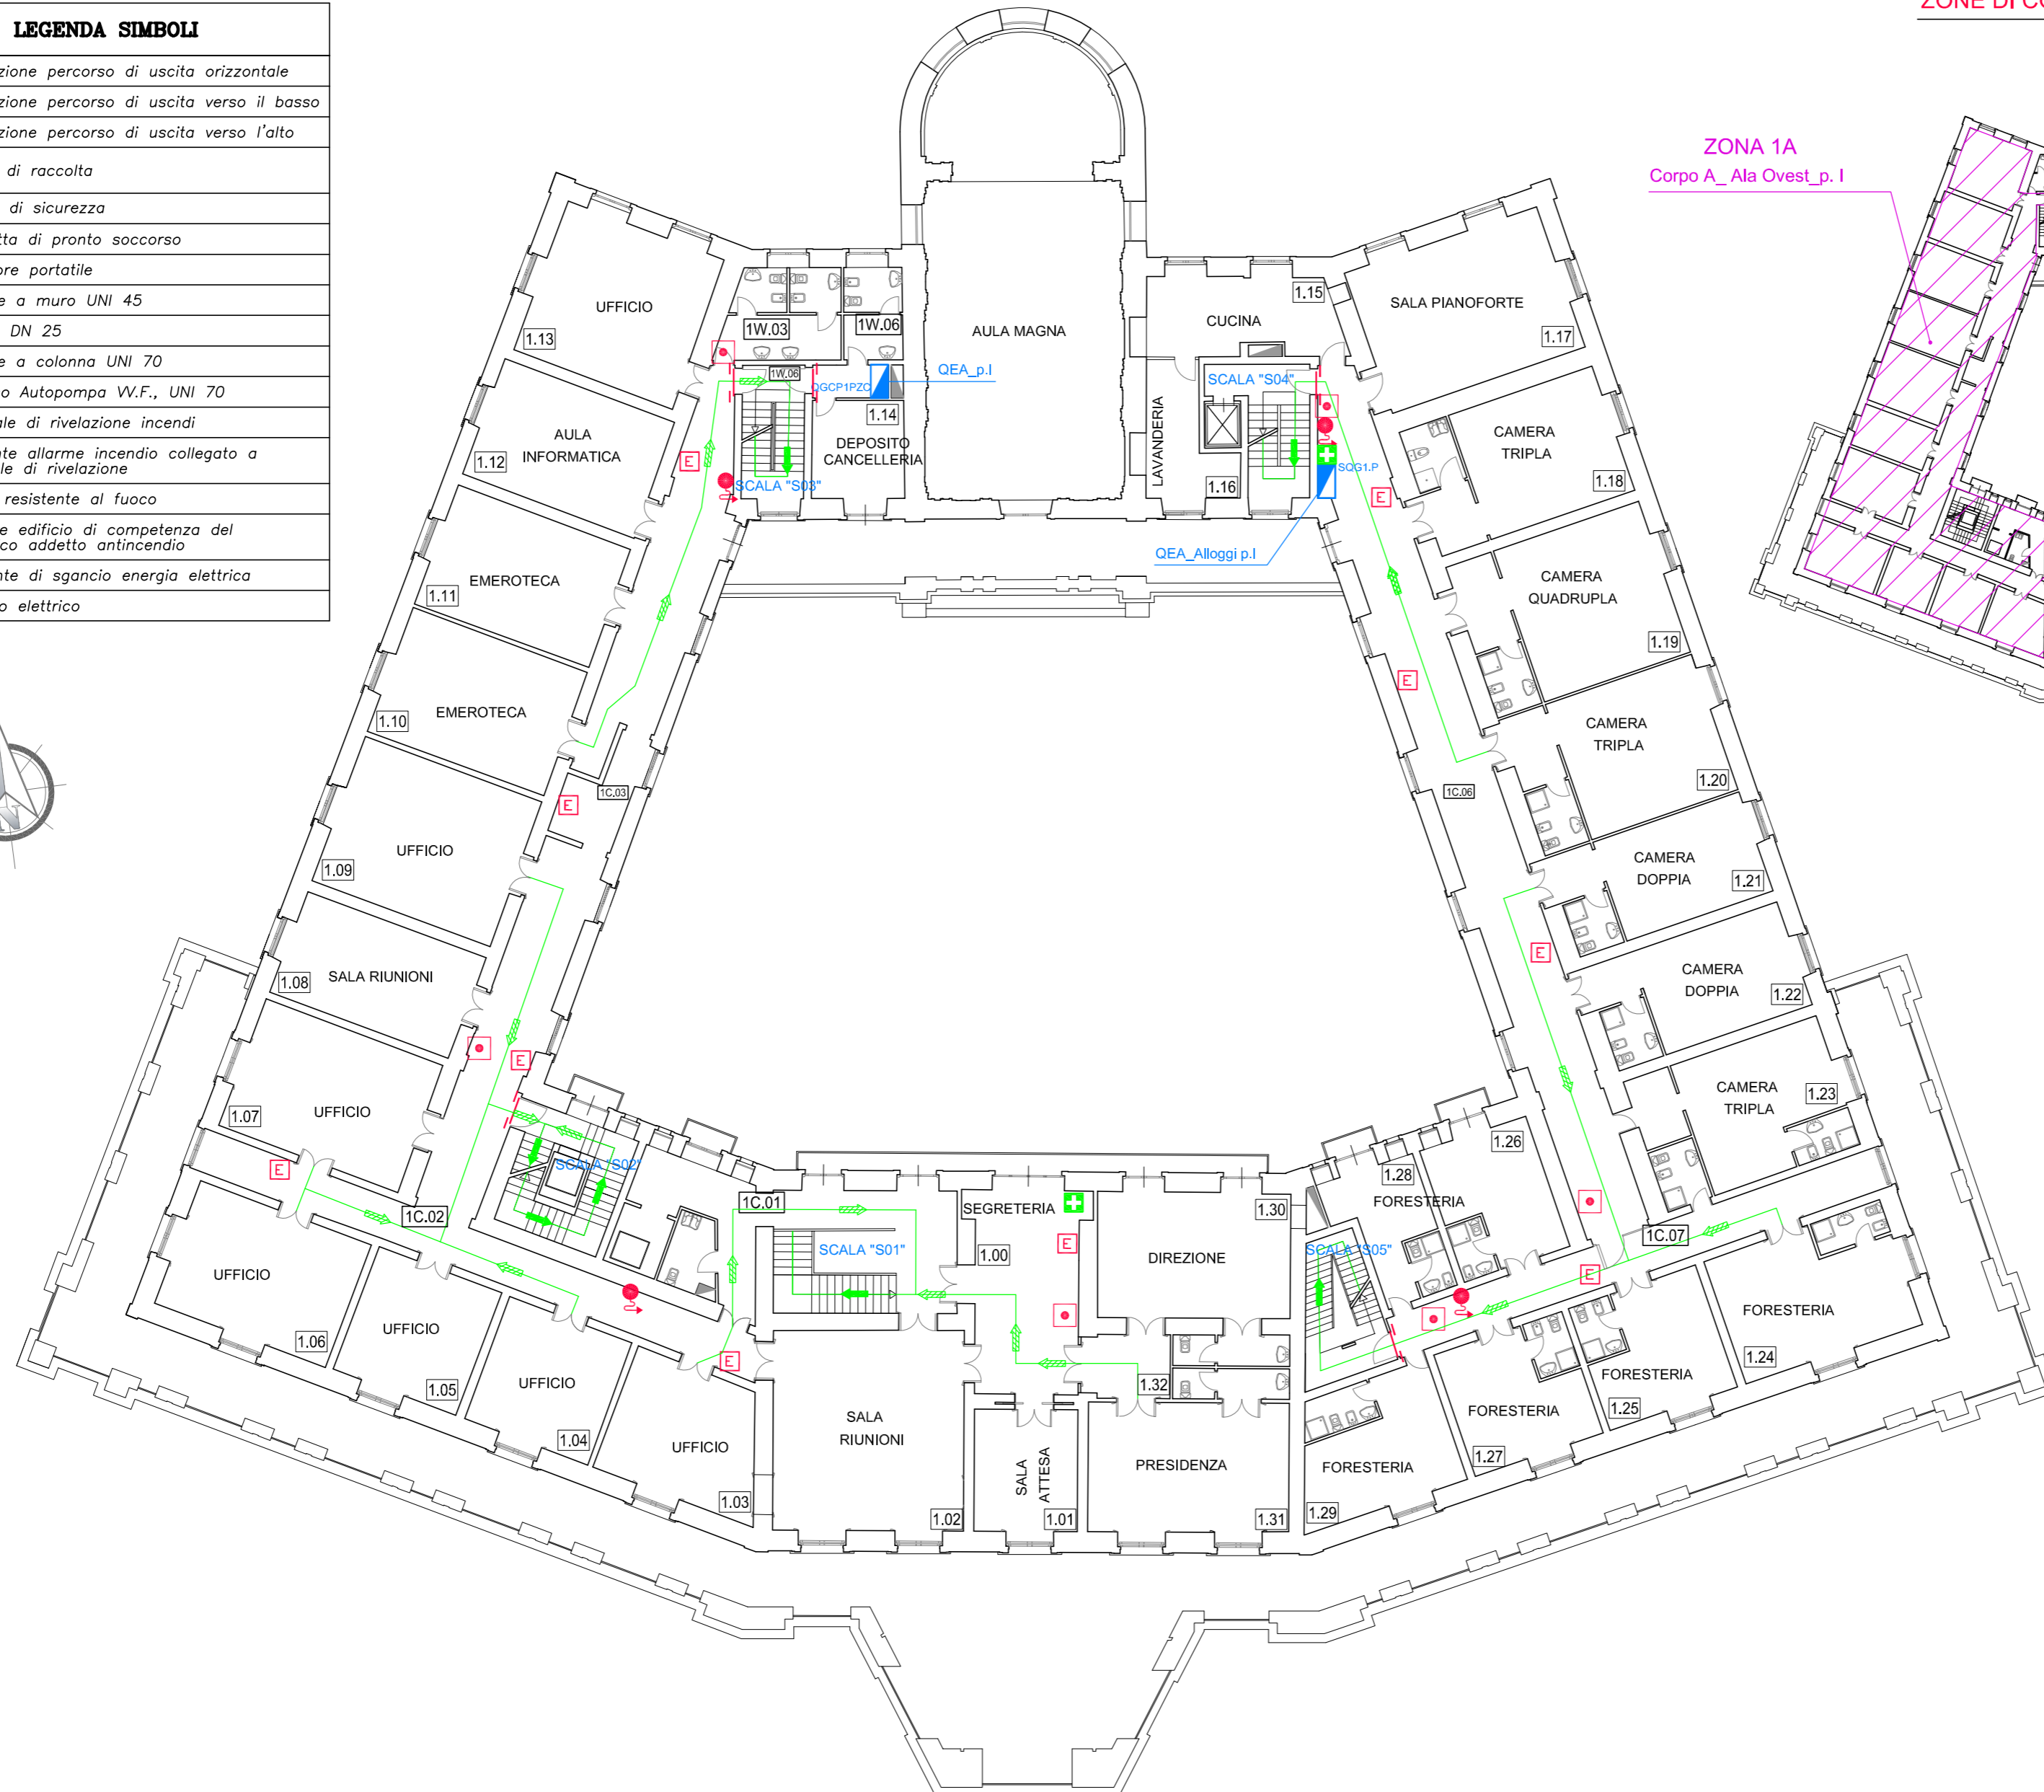 LEGENDA SIMBOLI
zione percorso di uscita orizzontale
zione percorso di uscita verso il basso
zione percorso di uscita verso l'alto
di raccolta
di sicurezza
tta di pronto soccorso
ore portatile
e a muro UNI 45
DN 25
e a colonna UNI 70
o Autopompa VV.F., UNI 70
ale di rivelazione incendi
nte allarme incendio collegato a
le di rivelazione
resistente al fuoco
e edificio di competenza del
co addetto antincendio
nte di sgancio energia elettrica
o elettrico
ZONE DI CO
ZONA 1A
Corpo A_ Ala Ovest_p. I
UFFICIO
1.13
1W.03
1W.06
1W.06
QGCP1PZC
QEA_p.I
1.14
DEPOSITO
CANCELLERIA
SCALA "S03"
AULA MAGNA
CUCINA
1.15
LAVANDERIA
SCALA "S04"
1.16
SQG1.P
QEA_Alloggi p.I
SALA PIANOFORTE
1.17
AULA
INFORMATICA
1.12
CAMERA
TRIPLA
1.18
EMEROTECA
1.11
CAMERA
QUADRUPLA
1.19
EMEROTECA
1.10
CAMERA
TRIPLA
1.20
1C.03
1C.06
UFFICIO
1.09
CAMERA
DOPPIA
1.21
SALA RIUNIONI
1.08
CAMERA
DOPPIA
1.22
UFFICIO
1.07
CAMERA
TRIPLA
1.23
E
E
E
E
E
E
E
E
E
E
E
SCALA "S02"
1C.02
1C.01
SCALA "S01"
SEGRETERIA
1.00
1.30
DIREZIONE
1.28
FORESTERIA
1.26
SCALA "S05"
1C.07
UFFICIO
1.06
UFFICIO
1.05
UFFICIO
1.04
UFFICIO
1.03
SALA
RIUNIONI
1.02
SALA
ATTESA
1.01
1.32
PRESIDENZA
1.31
FORESTERIA
1.29
FORESTERIA
1.27
FORESTERIA
1.25
FORESTERIA
1.24